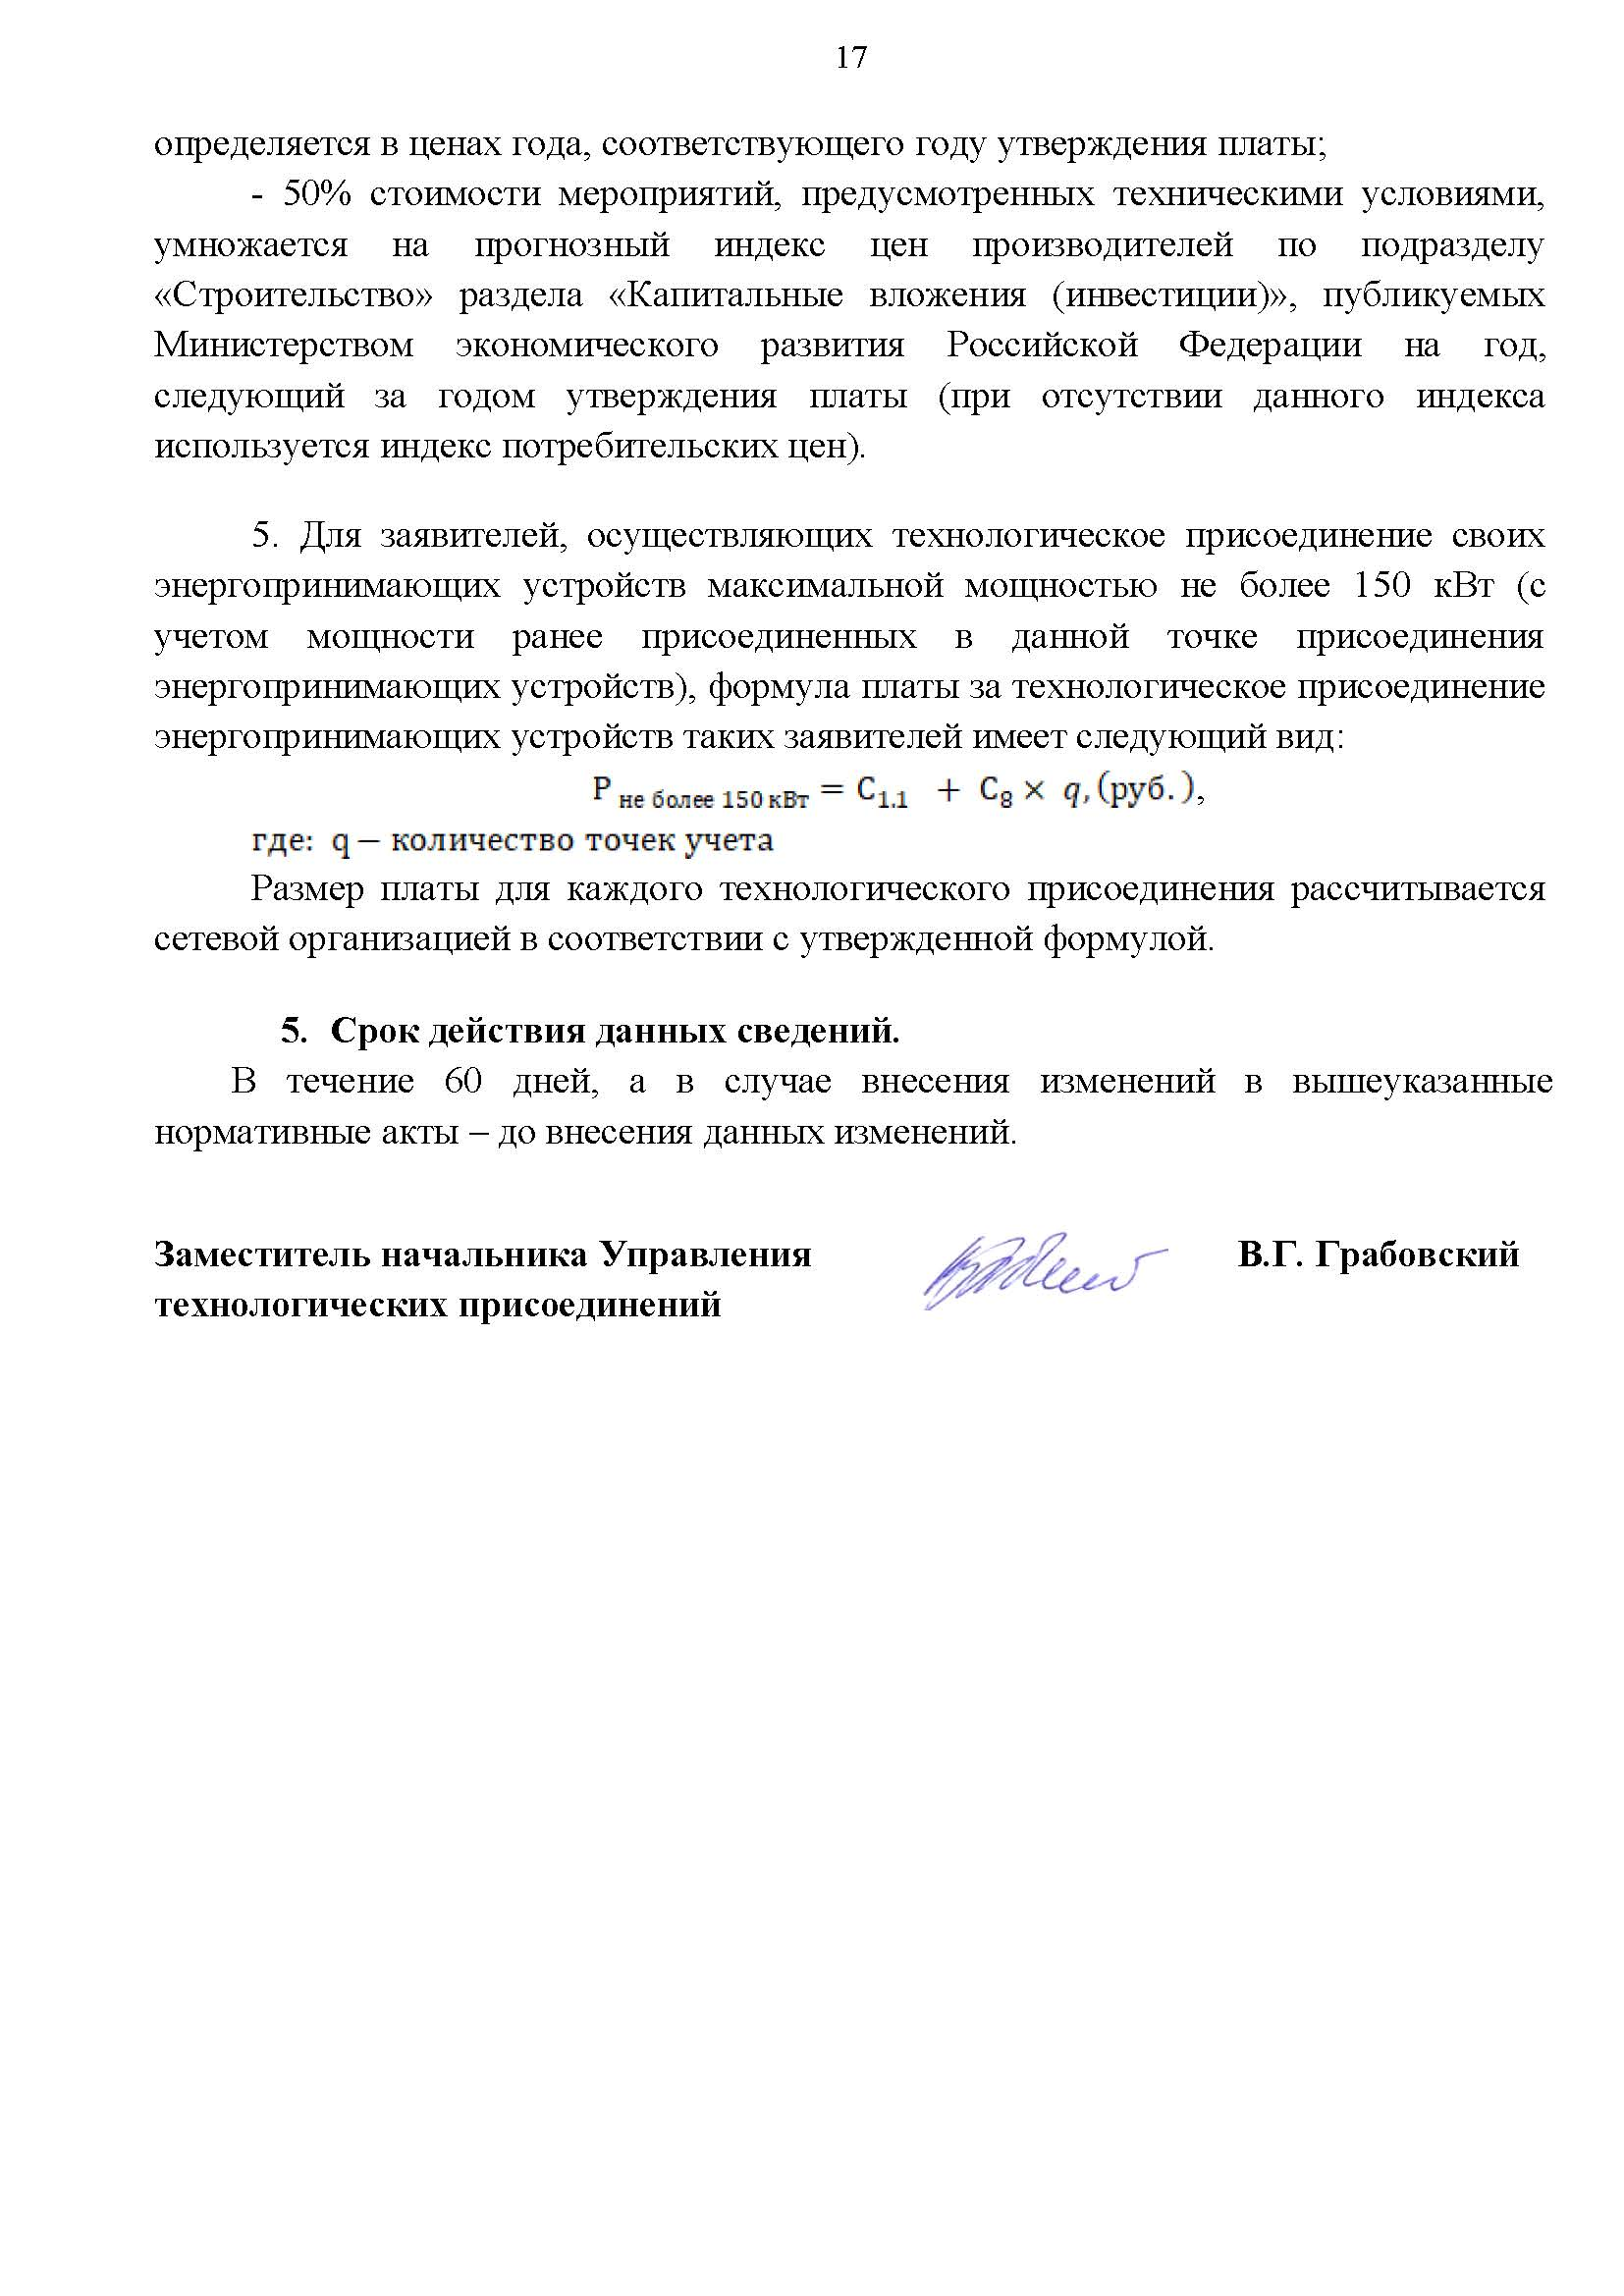 17
определяется в ценах года, соответствующего году утверждения платы;
- 50% стоимости мероприятий, предусмотренных техническими условиями,
умножается на прогнозный индекс цен производителей по подразделу
«Строительство» раздела «Капитальные вложения (инвестиции)», публикуемых
Министерством экономического развития Российской Федерации на год,
следующий за годом утверждения платы (при отсутствии данного индекса
используется индекс потребительских цен).
5. Для заявителей, осуществляющих технологическое присоединение своих
энергопринимающих устройств максимальной мощностью не более 150 кВт (с
учетом мощности ранее присоединенных в данной точке присоединения
энергопринимающих устройств), формула платы за технологическое присоединение
энергопринимающих устройств таких заявителей имеет следующий вид:
P не более 150 кВт = C1.1 + C8 × q, (руб.),
где: q – количество точек учета
Размер платы для каждого технологического присоединения рассчитывается
сетевой организацией в соответствии с утвержденной формулой.
5. Срок действия данных сведений.
В течение 60 дней, а в случае внесения изменений в вышеуказанные
нормативные акты – до внесения данных изменений.
Заместитель начальника Управления В.Г. Грабовский
технологических присоединений